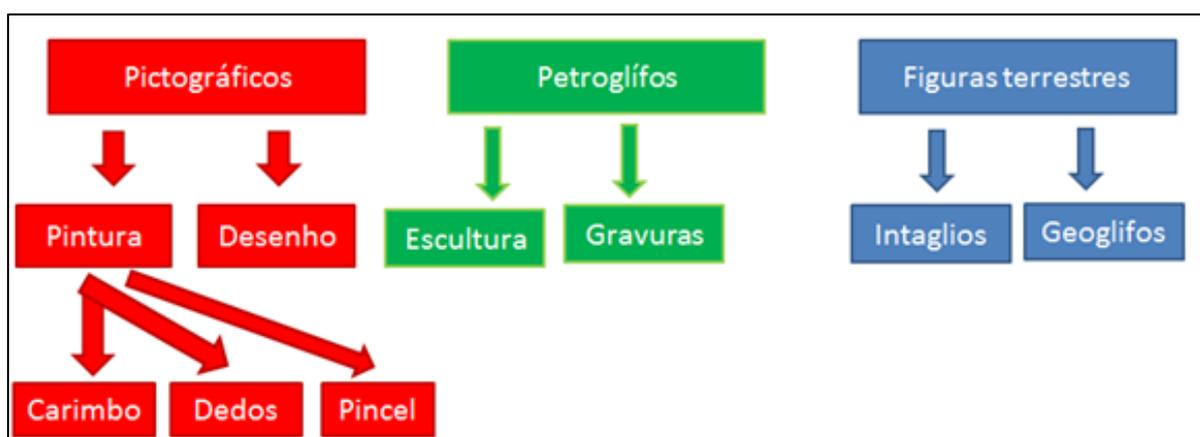 Pictográficos
Petroglífos
Figuras terrestres
Pintura
Desenho
Escultura
Gravuras
Intaglios
Geoglifos
Carimbo
Dedos
Pincel